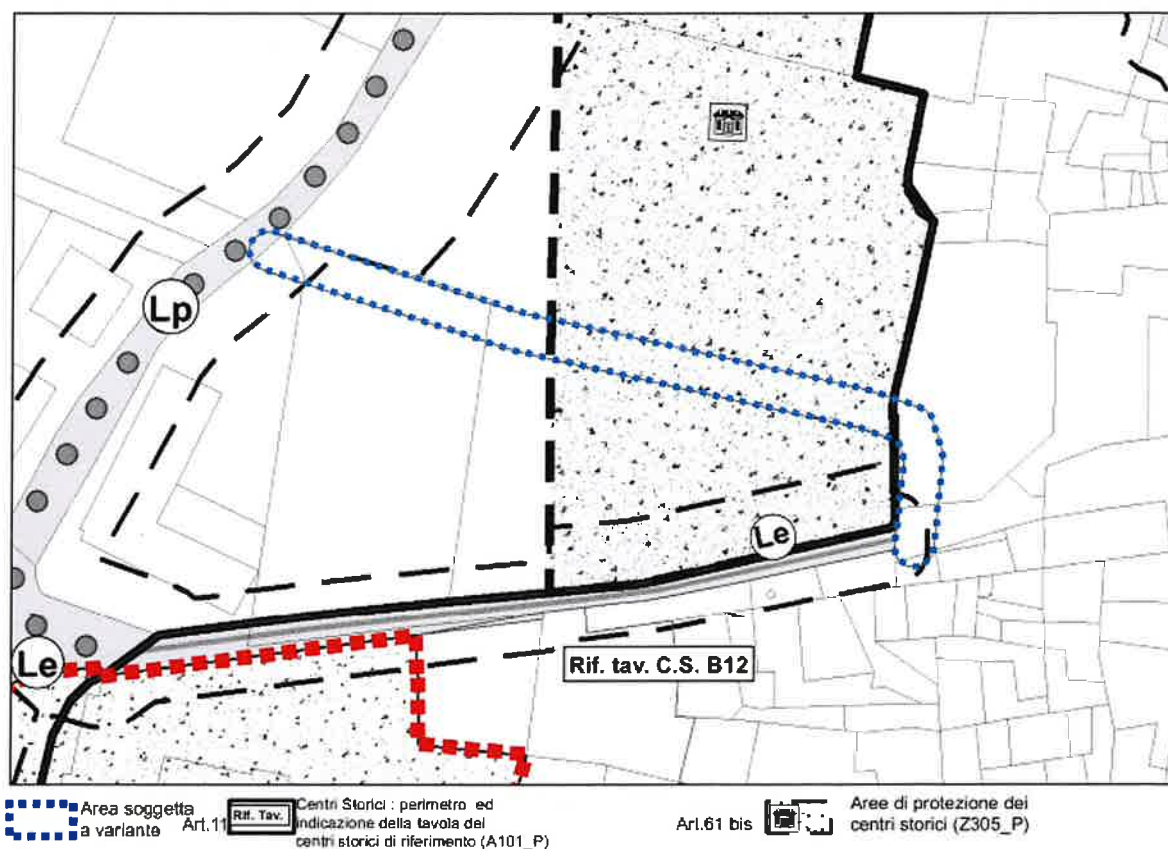 Lp
Le
Le
Rif. tav. C.S. B12
Area soggetta
a variante
Art.11
Rif. Tav.
Centri Storici : perimetro ed
indicazione della tavola dei
centri storici di riferimento (A101_P)
Art.61 bis
Aree di protezione dei
centri storici (Z305_P)